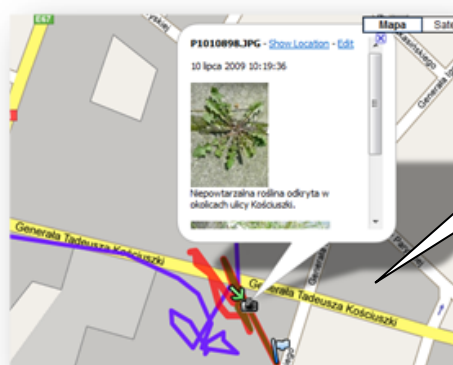 E67
Mapa
Sate
P1010898.JPG - Show Location - Edit
10 lipca 2009 10:19:36
Niepowtarzalna roślina odkryta w
okolicach ulicy Kościuszki.
Generała Tadeusza Kościuszki
Generała Tadeusza Kościuszki